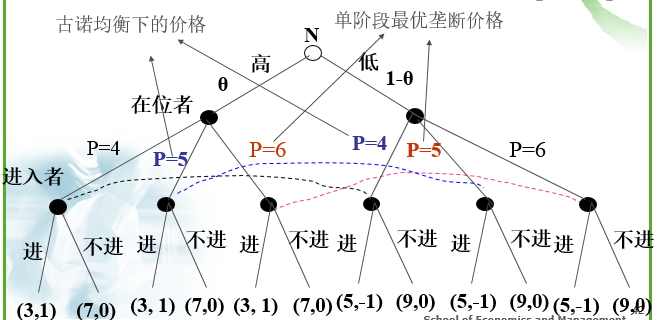 古诺均衡下的价格
单阶段最优垄断价格
N
高
低
θ
1-θ
在位者
P=4
P=5
P=6
P=4
P=5
P=6
进入者
进
不进
进
不进
进
不进
进
不进
进
不进
进
不进
(3,1) (7,0) (3, 1) (7,0) (3, 1) (7,0) (5,-1) (9,0) (5,-1) (9,0) (5,-1) (9,0)
School of Economics and Management